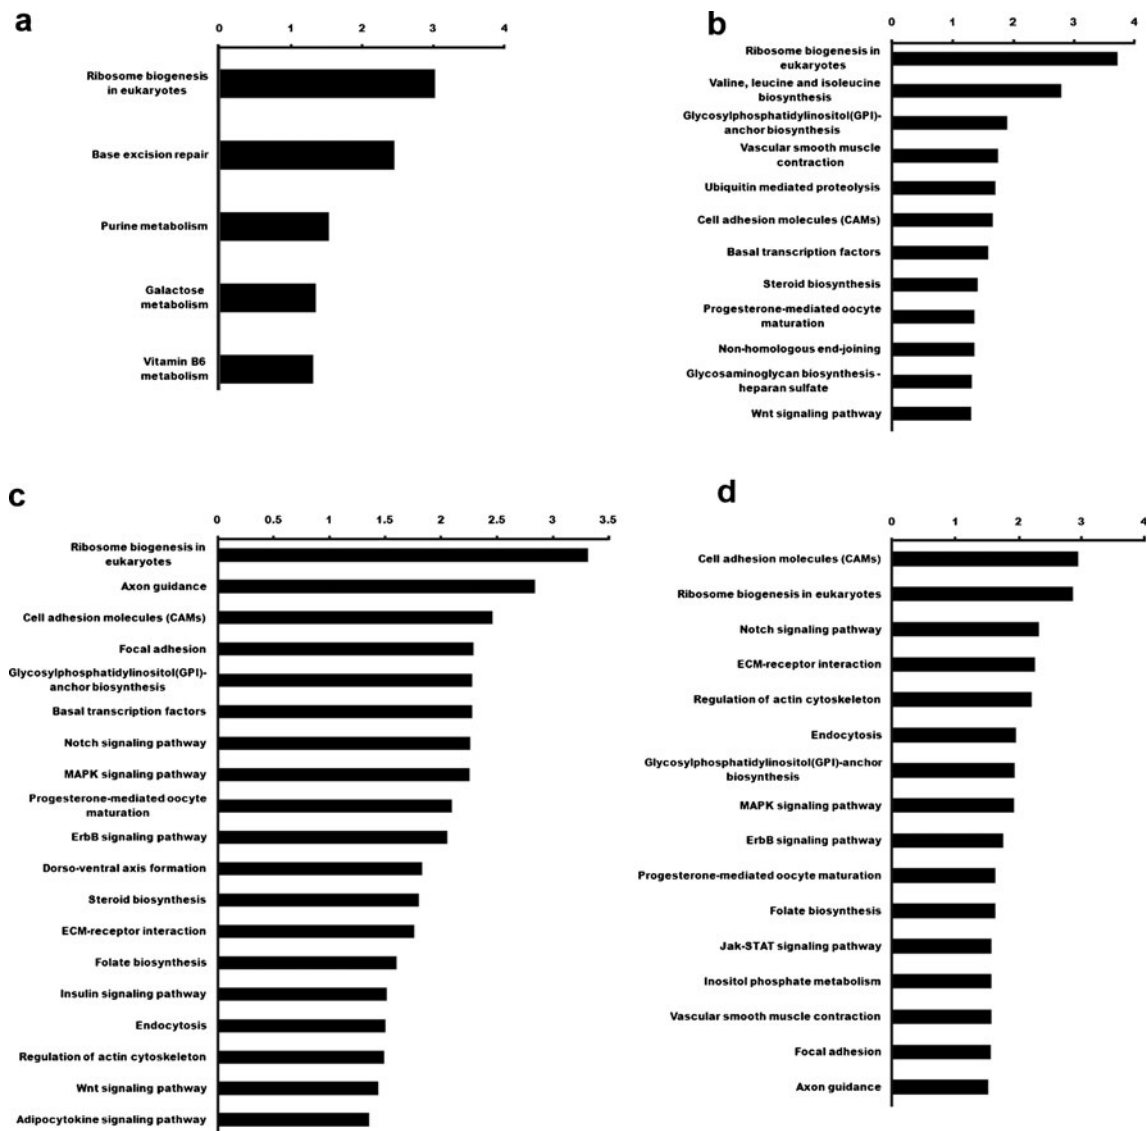 a
0 1 2 3 4
Ribosome biogenesis
in eukaryotes
Base excision repair
Purine metabolism
Galactose
metabolism
Vitamin B6
metabolism
b
0 1 2 3 4
Ribosome biogenesis in
eukaryotes
Valine, leucine and isoleucine
biosynthesis
Glycosylphosphatidylinositol(GPI)-
anchor biosynthesis
Vascular smooth muscle
contraction
Ubiquitin mediated proteolysis
Cell adhesion molecules (CAMs)
Basal transcription factors
Steroid biosynthesis
Progesterone-mediated oocyte
maturation
Non-homologous end-joining
Glycosaminoglycan biosynthesis -
heparan sulfate
Wnt signaling pathway
c
0 0.5 1 1.5 2 2.5 3 3.5
Ribosome biogenesis in
eukaryotes
Axon guidance
Cell adhesion molecules (CAMs)
Focal adhesion
Glycosylphosphatidylinositol(GPI)-
anchor biosynthesis
Basal transcription factors
Notch signaling pathway
MAPK signaling pathway
Progesterone-mediated oocyte
maturation
ErbB signaling pathway
Dorso-ventral axis formation
Steroid biosynthesis
ECM-receptor interaction
Folate biosynthesis
Insulin signaling pathway
Endocytosis
Regulation of actin cytoskeleton
Wnt signaling pathway
Adipocytokine signaling pathway
d
0 1 2 3 4
Cell adhesion molecules (CAMs)
Ribosome biogenesis in eukaryotes
Notch signaling pathway
ECM-receptor interaction
Regulation of actin cytoskeleton
Endocytosis
Glycosylphosphatidylinositol(GPI)-anchor
biosynthesis
MAPK signaling pathway
ErbB signaling pathway
Progesterone-mediated oocyte maturation
Folate biosynthesis
Jak-STAT signaling pathway
Inositol phosphate metabolism
Vascular smooth muscle contraction
Focal adhesion
Axon guidance